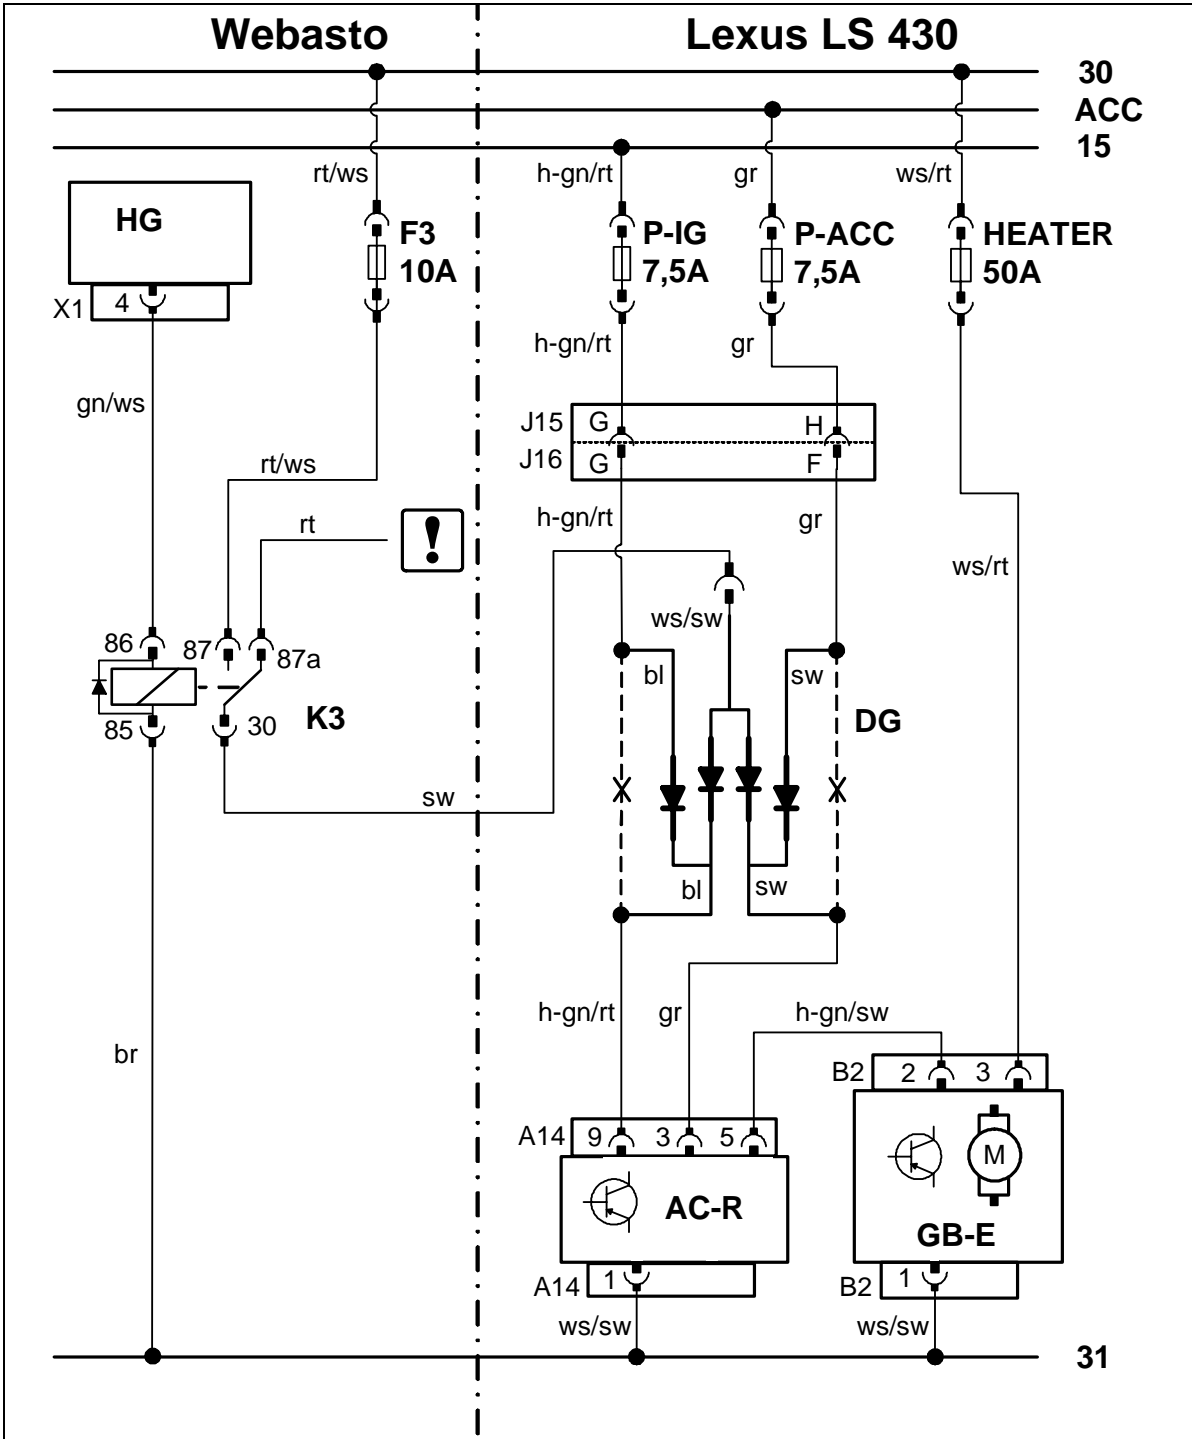 Webasto
Lexus LS 430
30
ACC
15
rt/ws
h-gn/rt
gr
ws/rt
HG
F3
10A
P-IG
7,5A
P-ACC
7,5A
HEATER
50A
X1
4
h-gn/rt
gr
gn/ws
J15
G
H
J16
G
F
rt/ws
h-gn/rt
gr
rt
!
ws/rt
ws/sw
86
87
87a
bl
sw
85
30
K3
DG
sw
bl
sw
h-gn/rt
gr
h-gn/sw
br
B2
2
3
A14
9
3
5
M
AC-R
GB-E
A14
1
B2
1
ws/sw
ws/sw
31